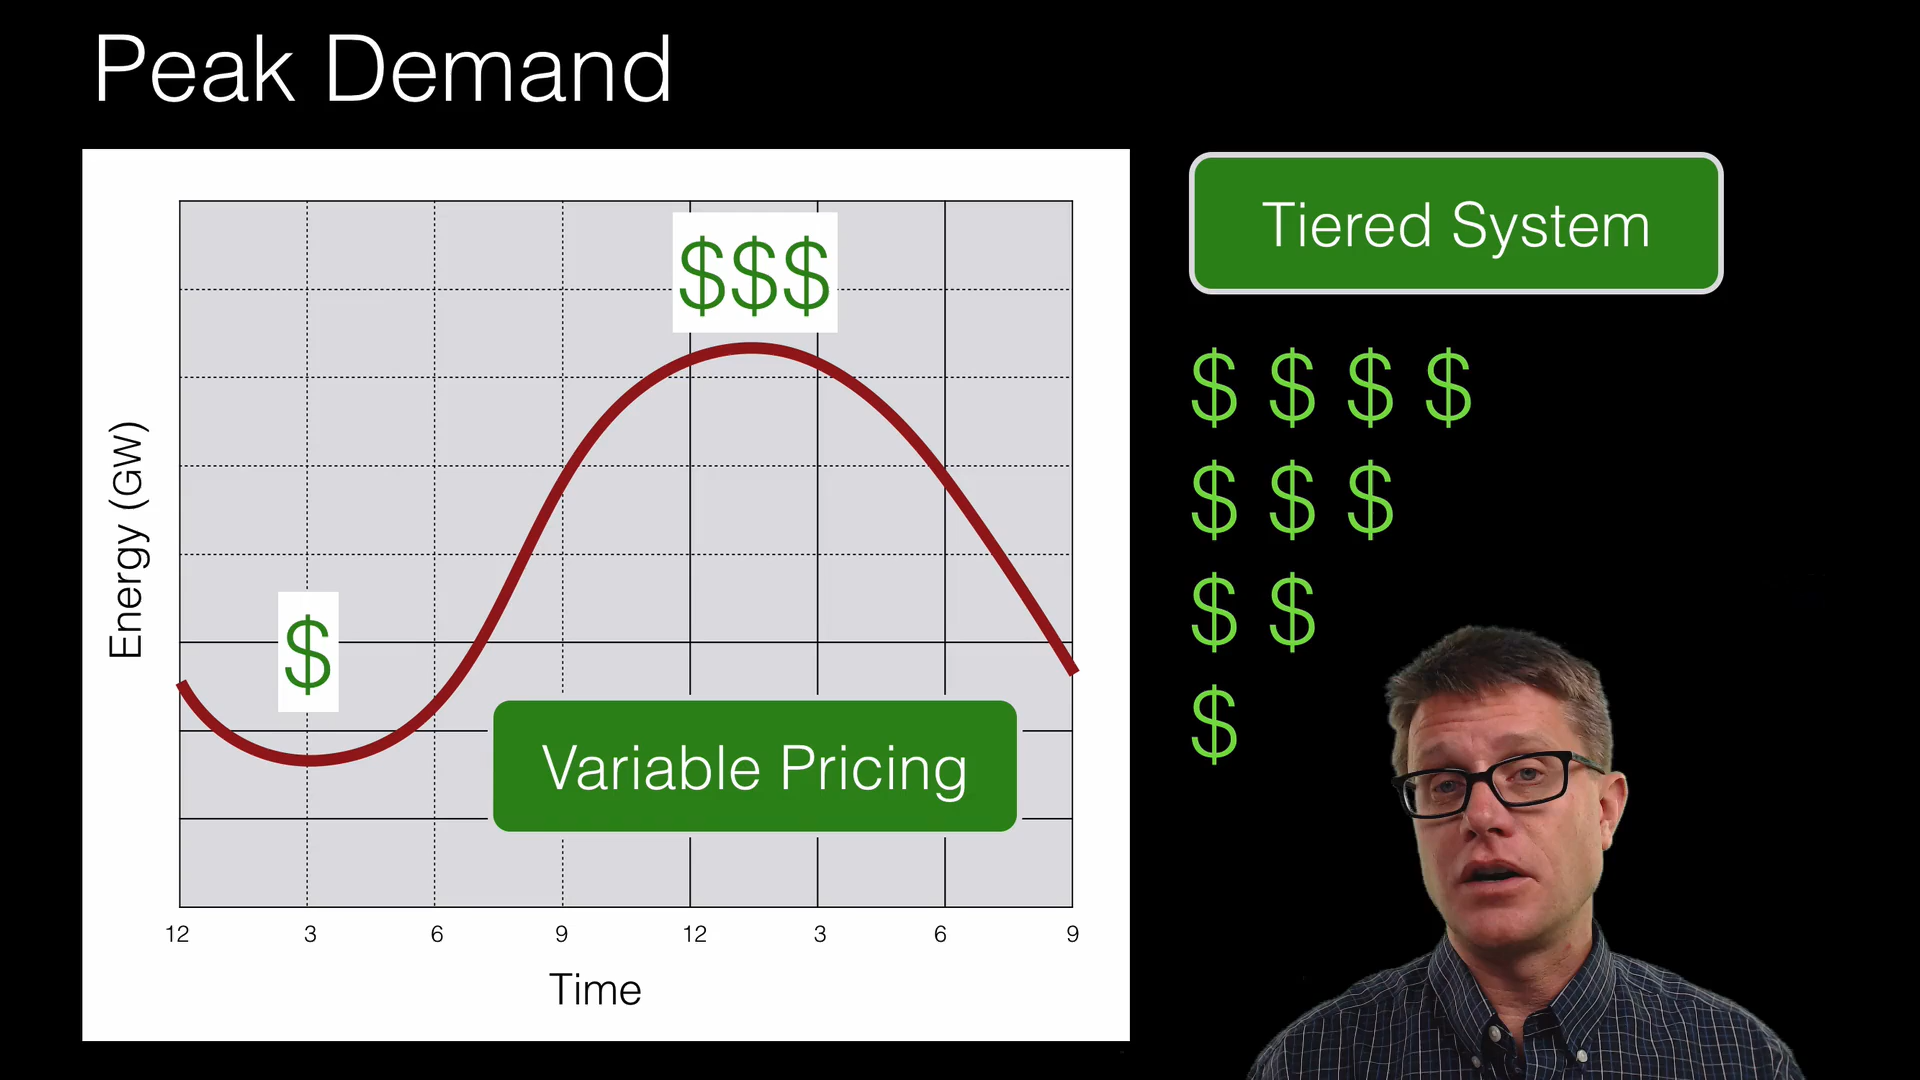 Peak Demand
Energy (GW)
$$$
$
Variable Pricing
12 3 6 9 12 3 6 9
Time
Tiered System
$ $ $ $
$ $ $
$ $
$